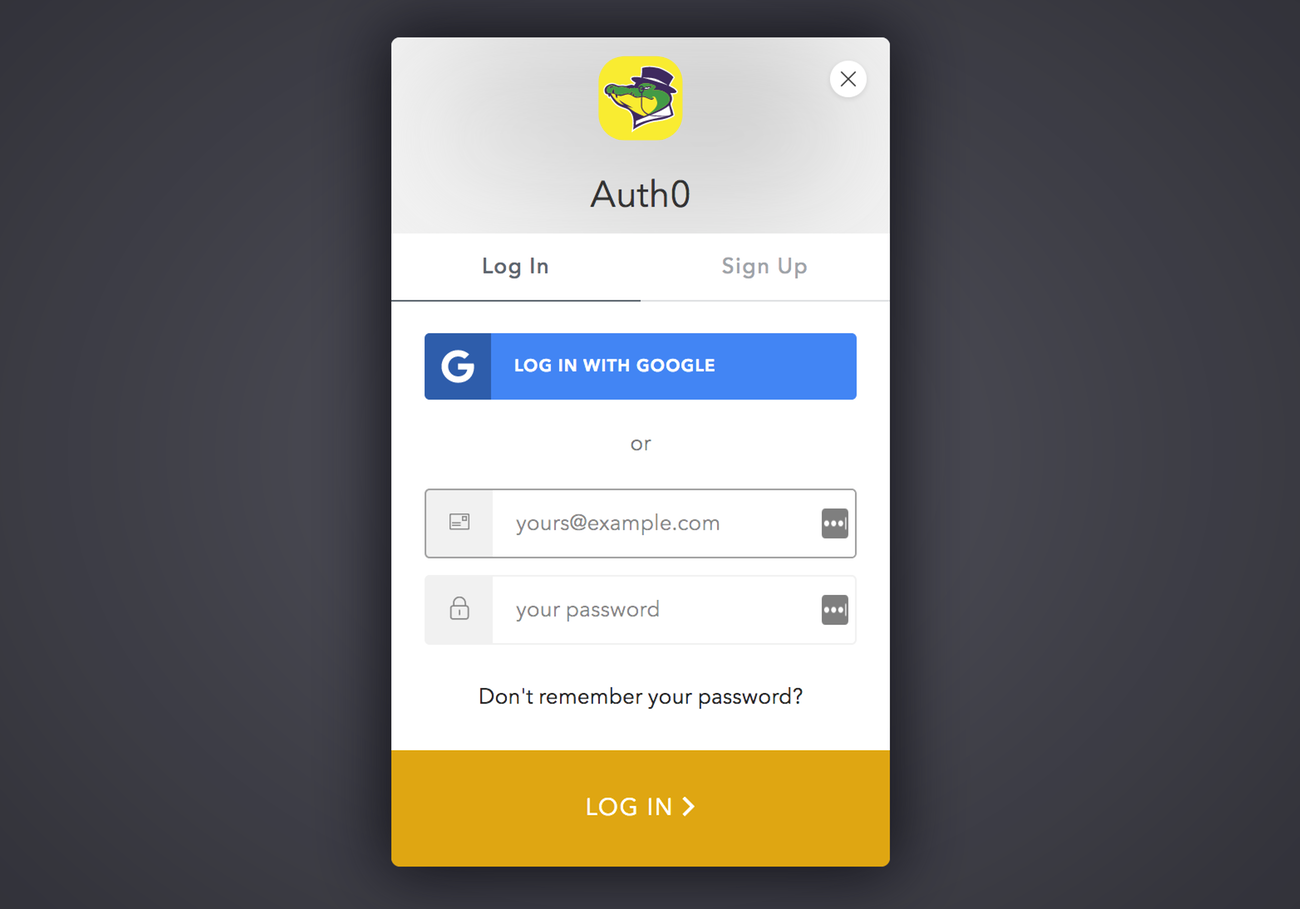 Auth0
Log In
Sign Up
LOG IN WITH GOOGLE
or
yours@example.com
your password
Don't remember your password?
LOG IN